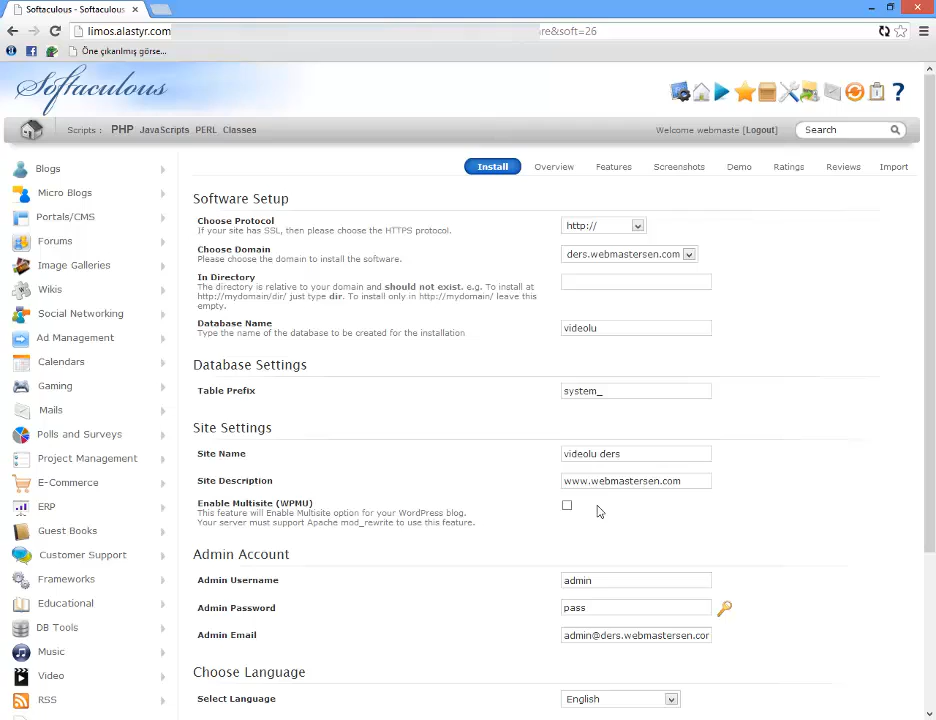 Softaculous - Softaculous
limos.alastyr.com
re&soft=26
Öne çıkarılmış görse...
Softaculous
Scripts : PHP JavaScripts PERL Classes
Welcome webmaste [Logout]
Search
Blogs
Micro Blogs
Portals/CMS
Forums
Image Galleries
Wikis
Social Networking
Ad Management
Calendars
Gaming
Mails
Polls and Surveys
Project Management
E-Commerce
ERP
Guest Books
Customer Support
Frameworks
Educational
DB Tools
Music
Video
RSS
Install Overview Features Screenshots Demo Ratings Reviews Import
Software Setup
Choose Protocol
If your site has SSL, then please choose the HTTPS protocol.
http://
Choose Domain
Please choose the domain to install the software.
ders.webmastersen.com
In Directory
The directory is relative to your domain and should not exist. e.g. To install at
http://mydomain/dir/ just type dir. To install only in http://mydomain/ leave this
empty.
Database Name
Type the name of the database to be created for the installation
videolu
Database Settings
Table Prefix
system_
Site Settings
Site Name
videolu ders
Site Description
www.webmastersen.com
Enable Multisite (WPMU)
This feature will Enable Multisite option for your WordPress blog.
Your server must support Apache mod_rewrite to use this feature.
Admin Account
Admin Username
admin
Admin Password
pass
Admin Email
admin@ders.webmastersen.cor
Choose Language
Select Language
English